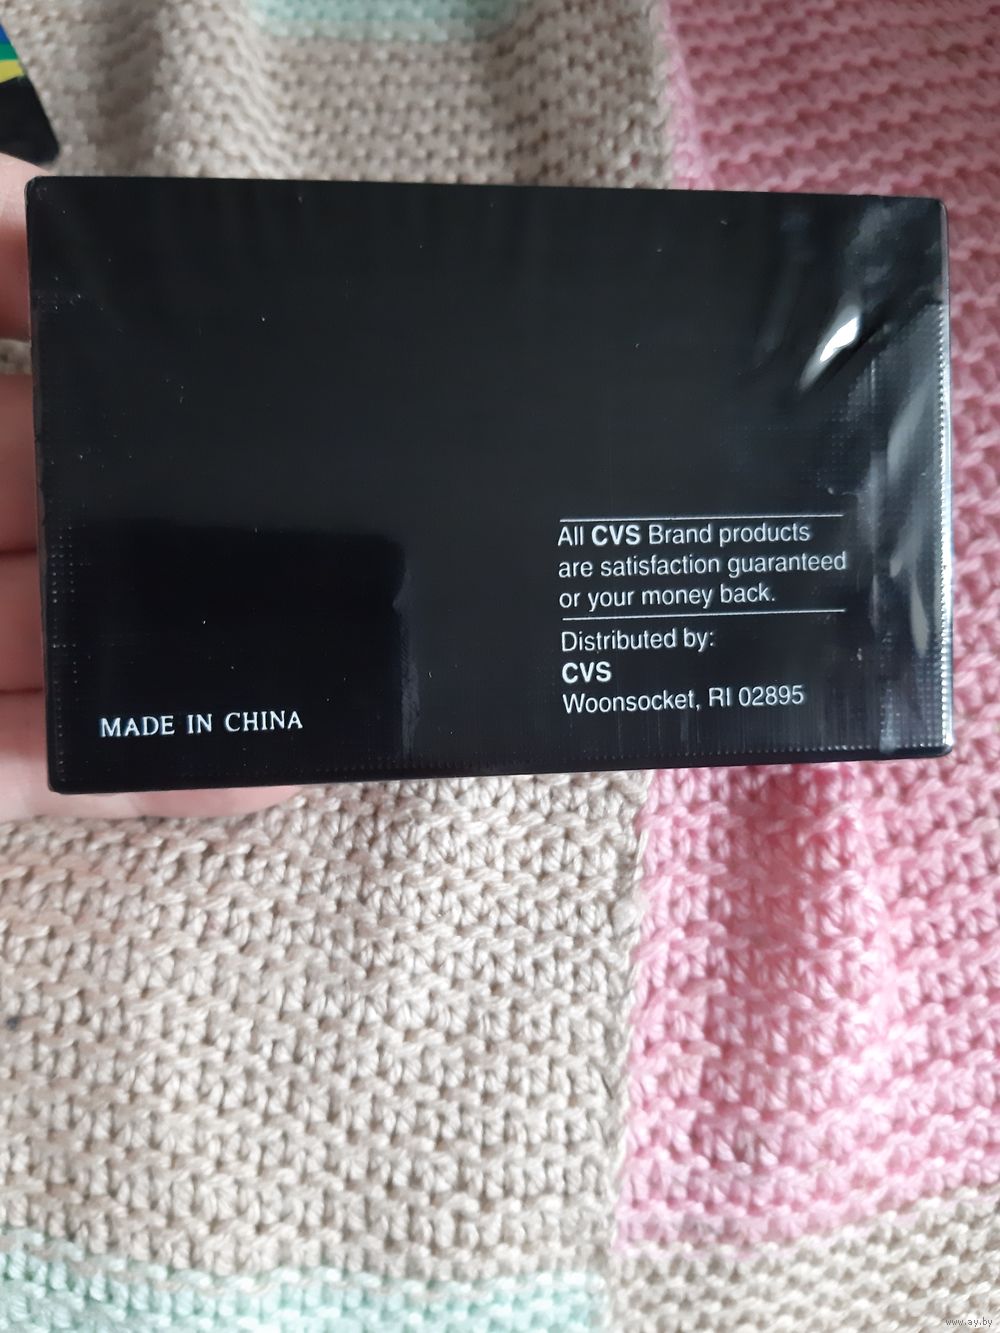 All CVS Brand products
are satisfaction guaranteed
or your money back.
Distributed by:
CVS
Woonsocket, RI 02895
MADE IN CHINA
www.ay.by